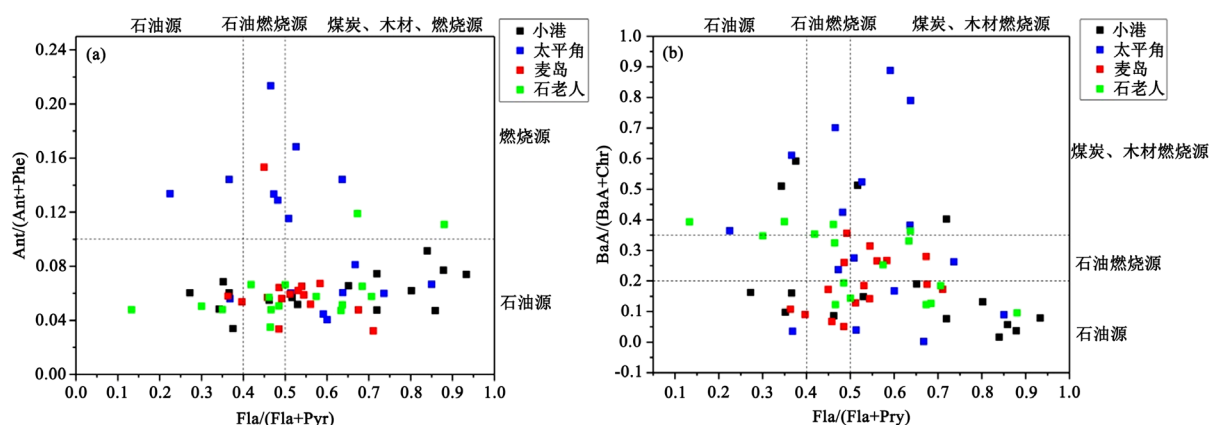 石油源
石油燃烧源
煤炭、木材、燃烧源
(a)
小港
太平角
麦岛
石老人
0.24
0.20
0.16
0.12
0.08
0.04
0.00
Ant/(Ant+Phe)
燃烧源
石油源
0.0 0.1 0.2 0.3 0.4 0.5 0.6 0.7 0.8 0.9 1.0
Fla/(Fla+Pyr)
石油源
石油燃烧源
煤炭、木材燃烧源
(b)
小港
太平角
麦岛
石老人
1.0
0.9
0.8
0.7
0.6
0.5
0.4
0.3
0.2
0.1
0.0
-0.1
BaA/(BaA+Chr)
煤炭、木材燃烧源
石油燃烧源
石油源
0.1 0.2 0.3 0.4 0.5 0.6 0.7 0.8 0.9 1.0
Fla/(Fla+Pry)